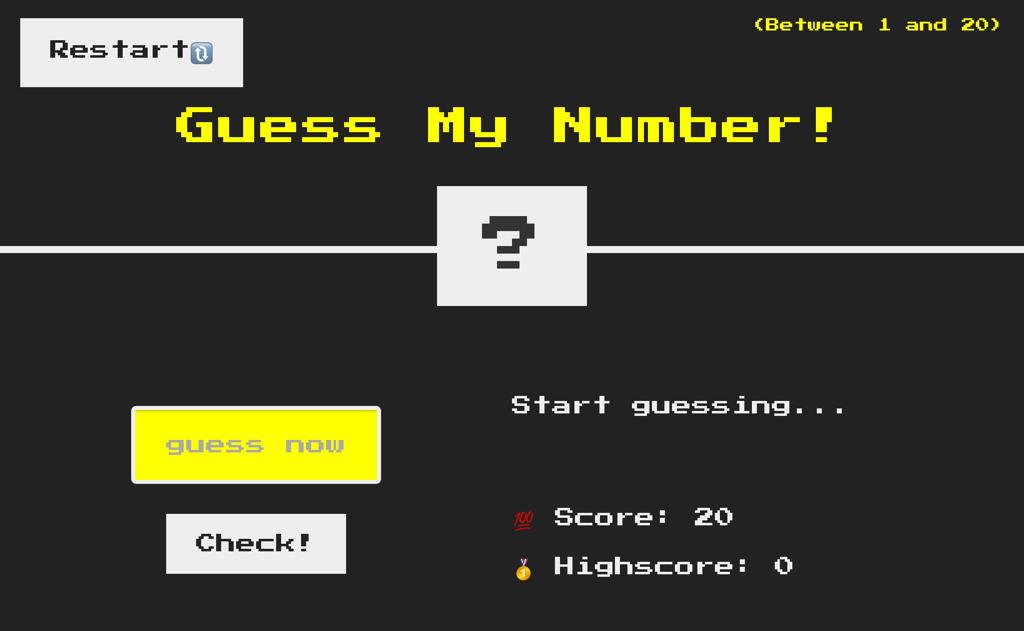 Restart🔃
(Between 1 and 20)
Guess My Number!
?
guess now
Check!
Start guessing...
💯 Score: 20
🥇 Highscore: 0